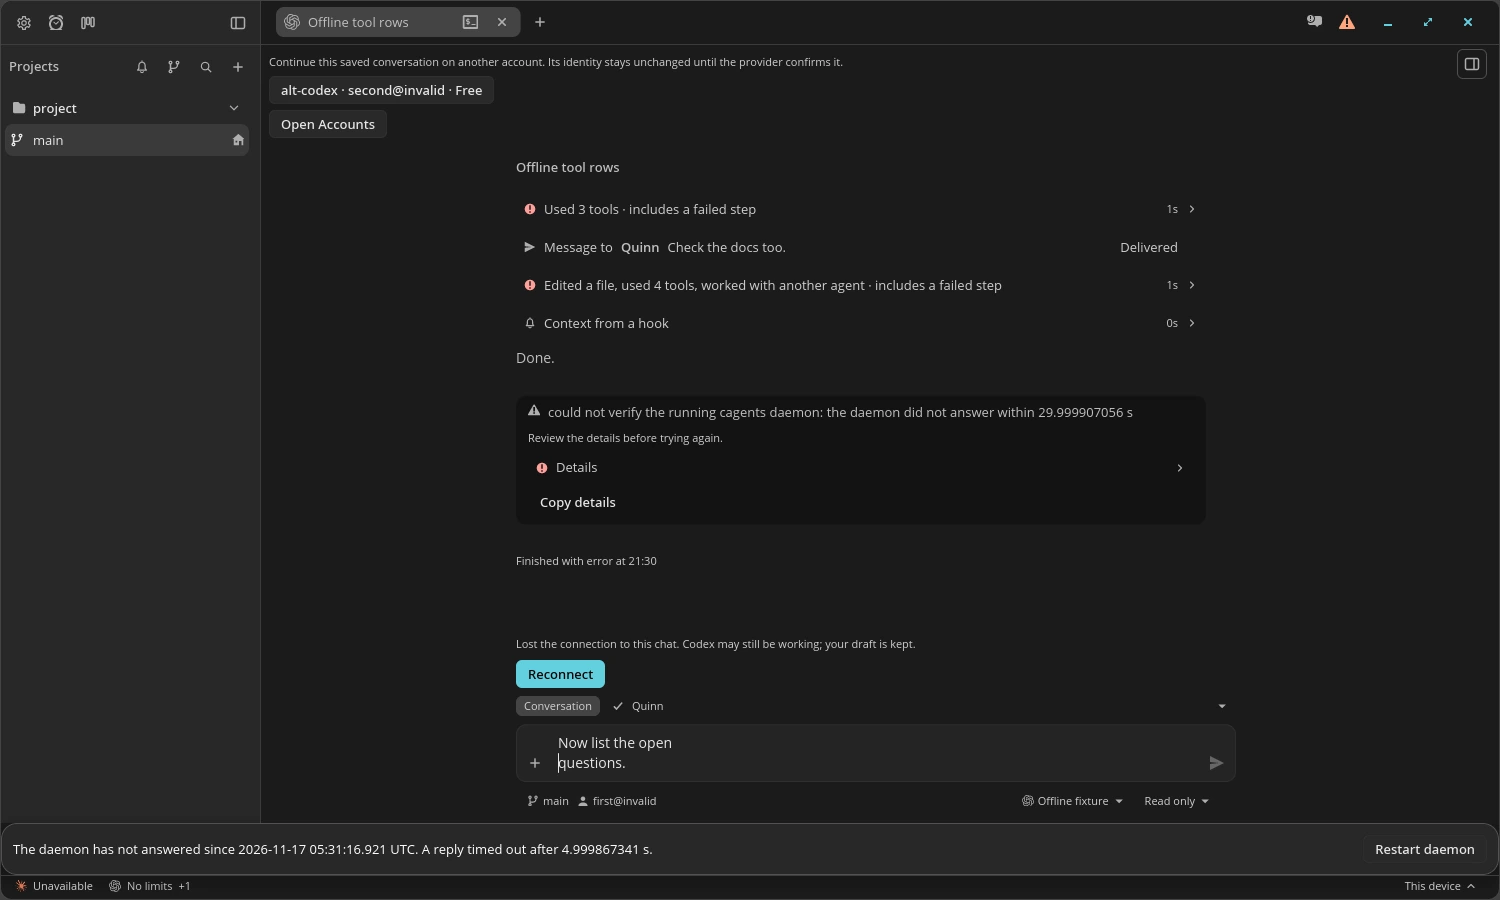 Offline tool rows
Projects
project
main
Continue this saved conversation on another account. Its identity stays unchanged until the provider confirms it.
alt-codex · second@invalid · Free
Open Accounts
Offline tool rows
Used 3 tools · includes a failed step 1s
Message to Quinn Check the docs too. Delivered
Edited a file, used 4 tools, worked with another agent · includes a failed step 1s
Context from a hook 0s
Done.
could not verify the running cagents daemon: the daemon did not answer within 29.999907056 s
Review the details before trying again.
Details
Copy details
Finished with error at 21:30
Lost the connection to this chat. Codex may still be working; your draft is kept.
Reconnect
Conversation Quinn
Now list the open
questions.
main first@invalid Offline fixture Read only
The daemon has not answered since 2026-11-17 05:31:16.921 UTC. A reply timed out after 4.999867341 s. Restart daemon
Unavailable No limits +1 This device